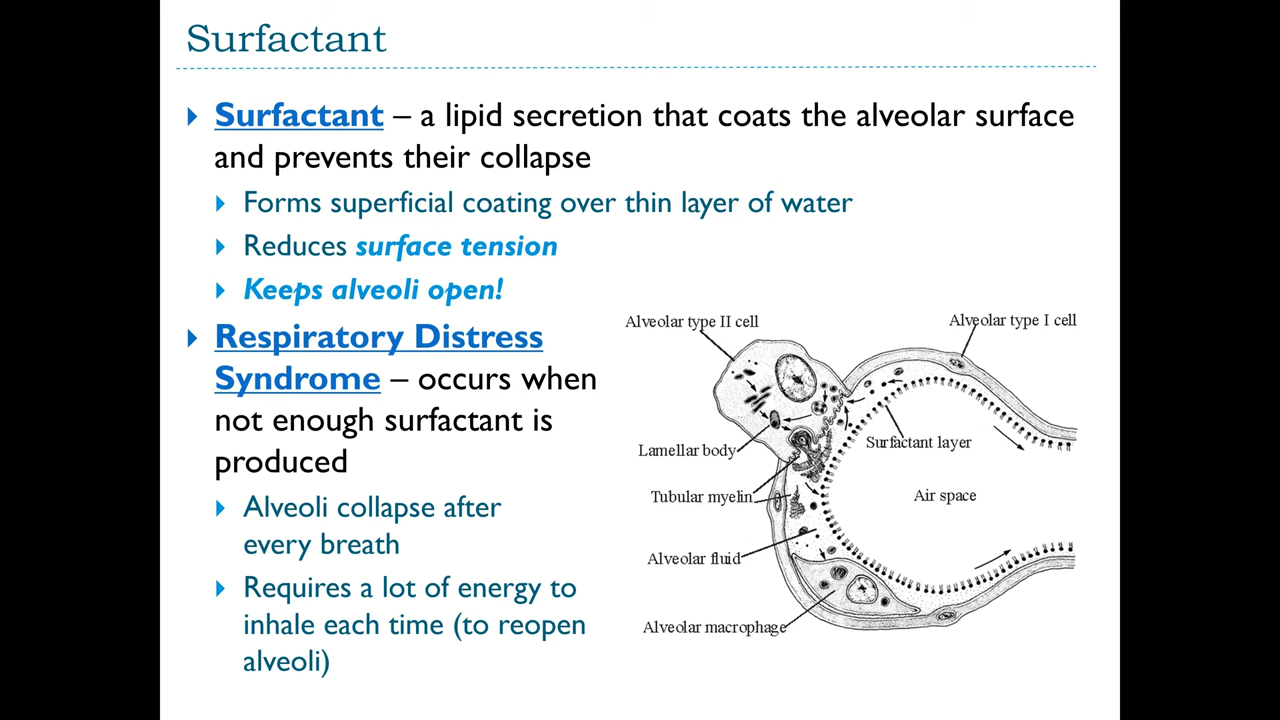 Surfactant
Surfactant – a lipid secretion that coats the alveolar surface
and prevents their collapse
Forms superficial coating over thin layer of water
Reduces surface tension
Keeps alveoli open!
Respiratory Distress
Syndrome – occurs when
not enough surfactant is
produced
Alveoli collapse after
every breath
Requires a lot of energy to
inhale each time (to reopen
alveoli)
Alveolar type II cell
Alveolar type I cell
Lamellar body
Surfactant layer
Tubular myelin
Air space
Alveolar fluid
Alveolar macrophage